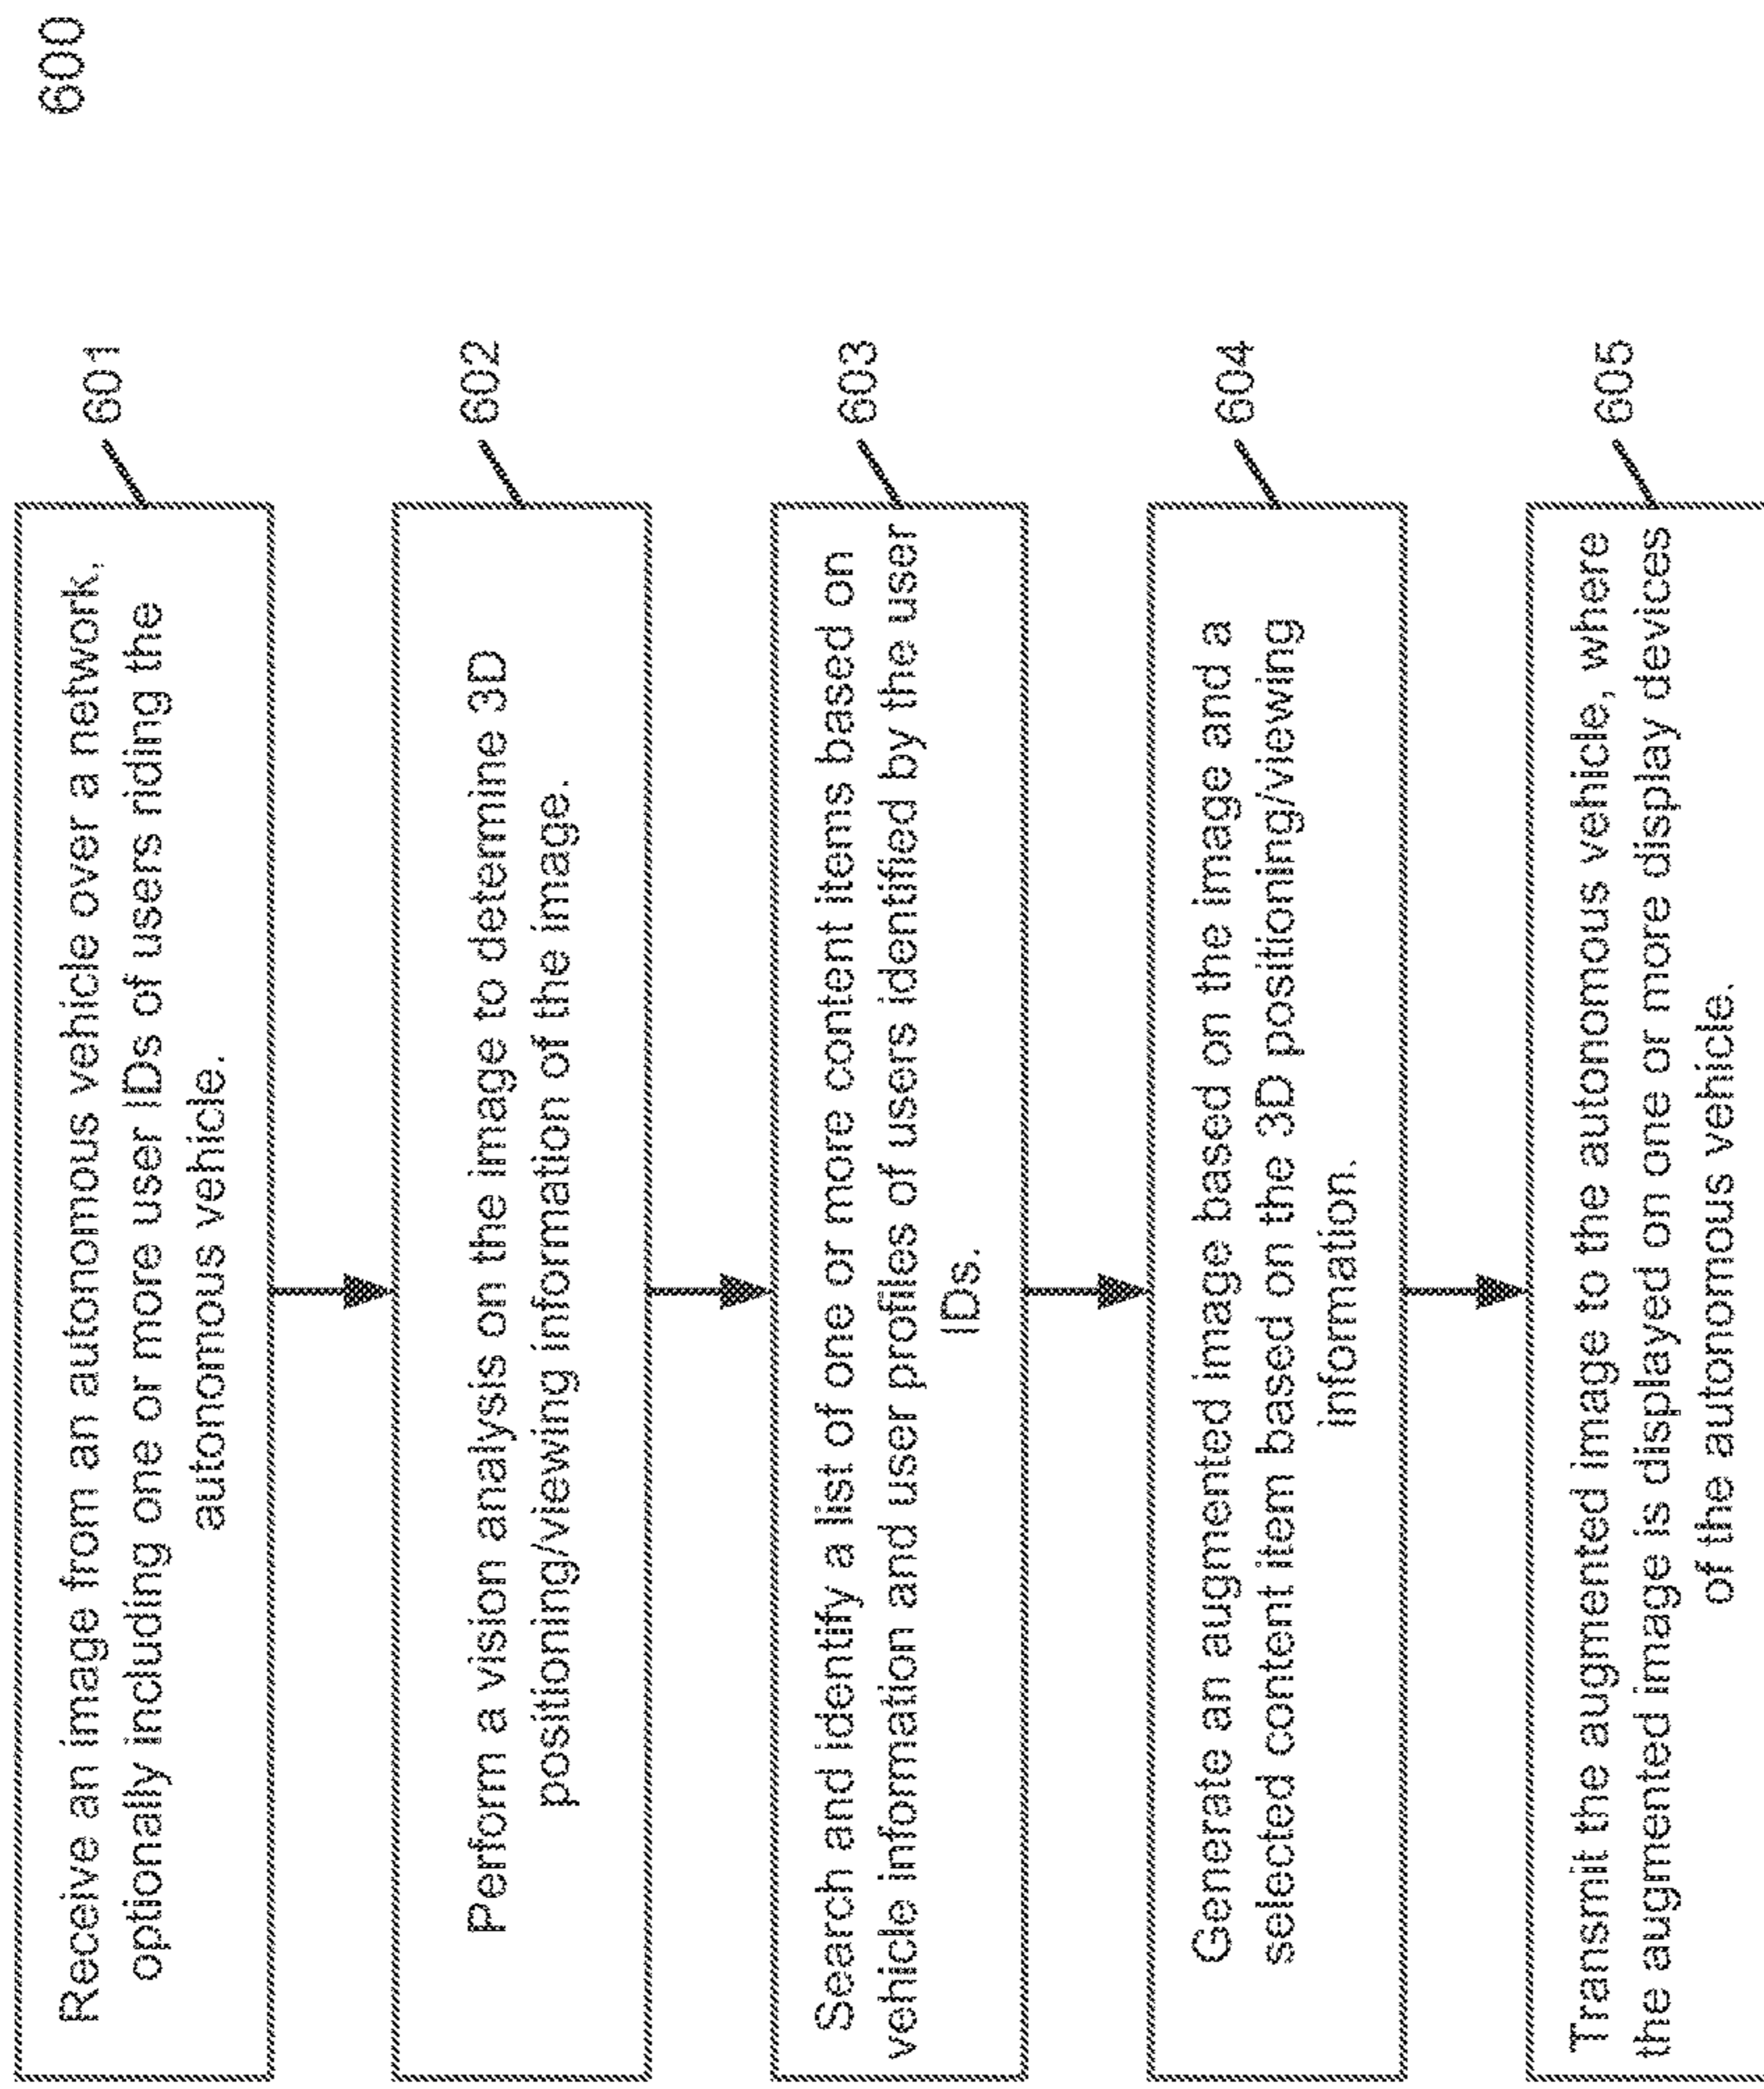 600
Receive an image from an autonomous vehicle over a network,
optionally including one or more user IDs of users riding the
autonomous vehicle.
601
Perform a vision analysis on the image to determine 3D
positioning/viewing information of the image.
602
Search and identify a list of one or more content items based on
vehicle information and user profiles of users identified by the user
IDs.
603
Generate an augmented image based on the image and a
selected content item based on the 3D positioning/viewing
information.
604
Transmit the augmented image to the autonomous vehicle, where
the augmented image is displayed on one or more display devices
of the autonomous vehicle.
605